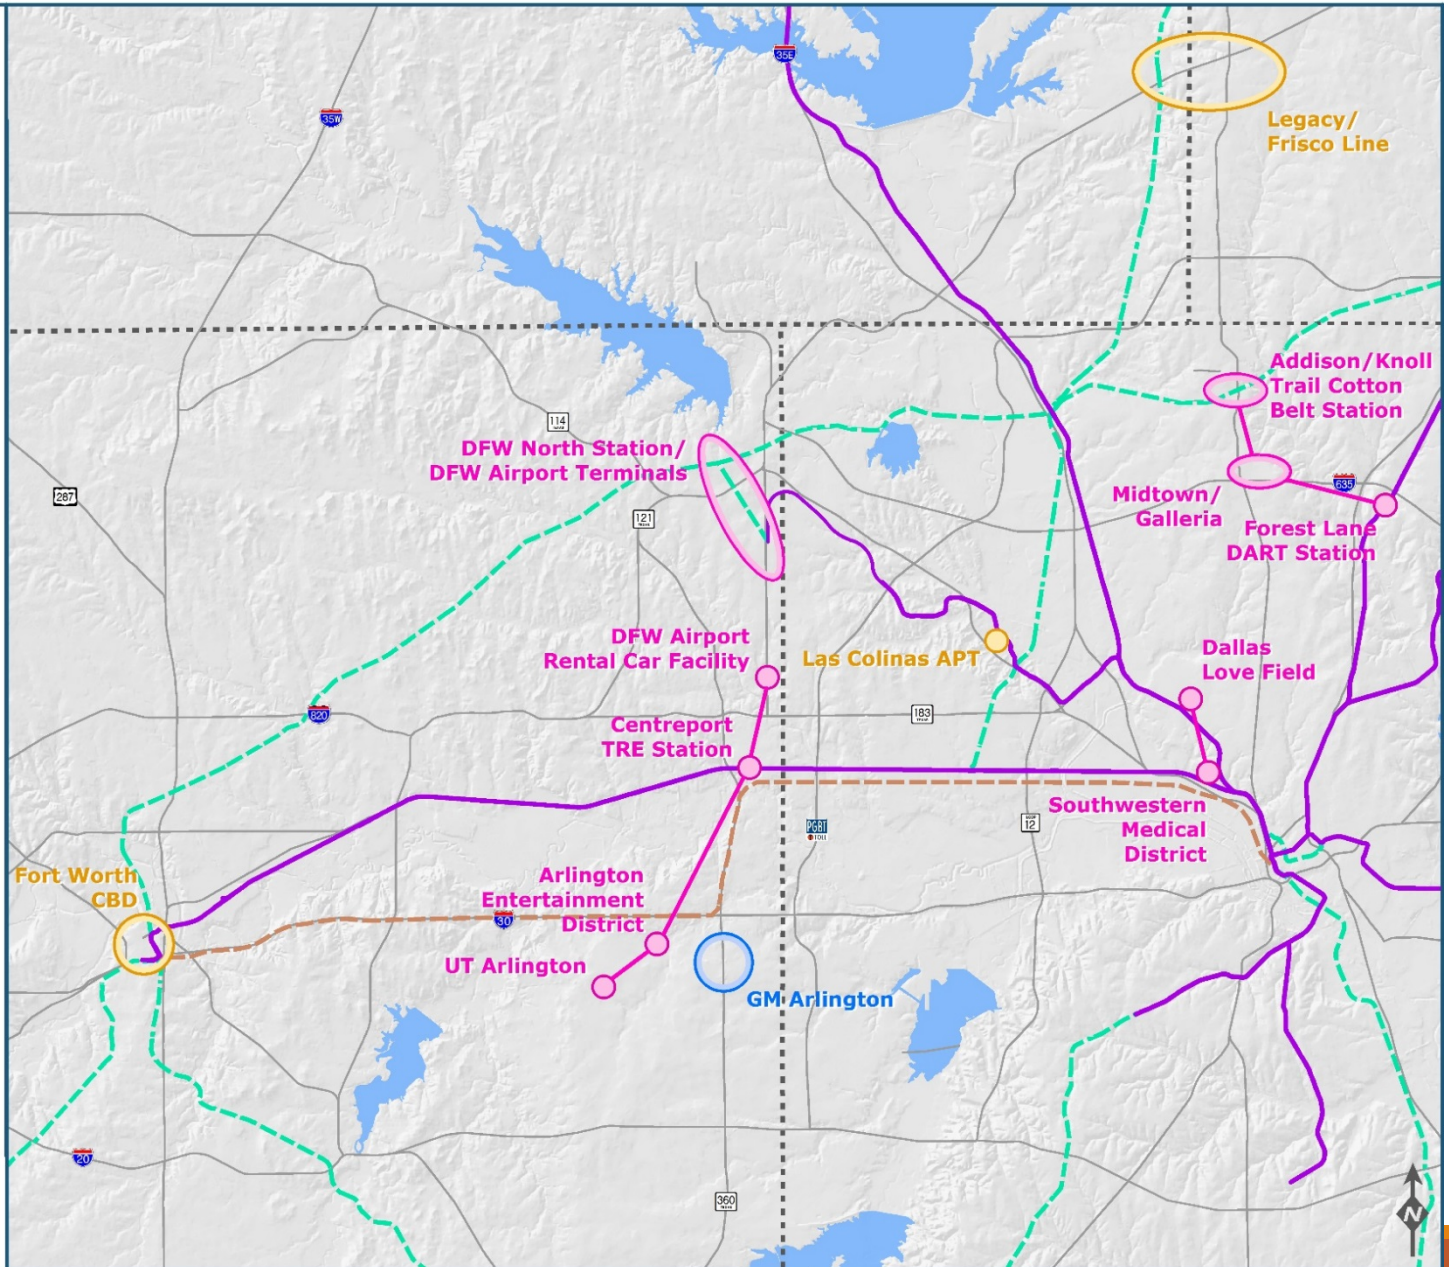 35E
Legacy/
Frisco Line
35W
Addison/Knoll
Trail Cotton
Belt Station
114
DFW North Station/
DFW Airport Terminals
635
287
Midtown/
Galleria
121
Forest Lane
DART Station
DFW Airport
Rental Car Facility
Las Colinas APT
Dallas
Love Field
820
183
Centreport
TRE Station
Southwestern
Medical
District
PGBT
TOLL
12
Fort Worth
CBD
Arlington
Entertainment
District
30
UT Arlington
GM Arlington
20
360
N